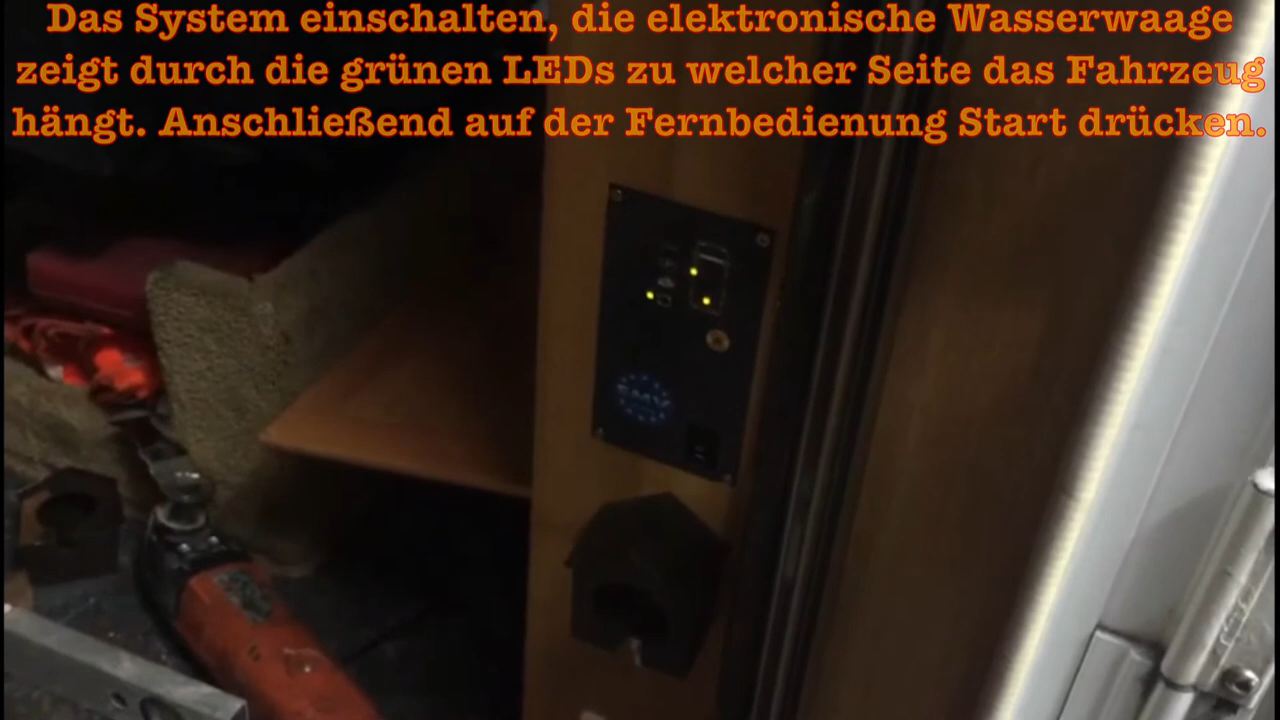 Das System einschalten, die elektronische Wasserwaage
zeigt durch die grünen LEDs zu welcher Seite das Fahrzeug
hängt. Anschließend auf der Fernbedienung Start drücken.